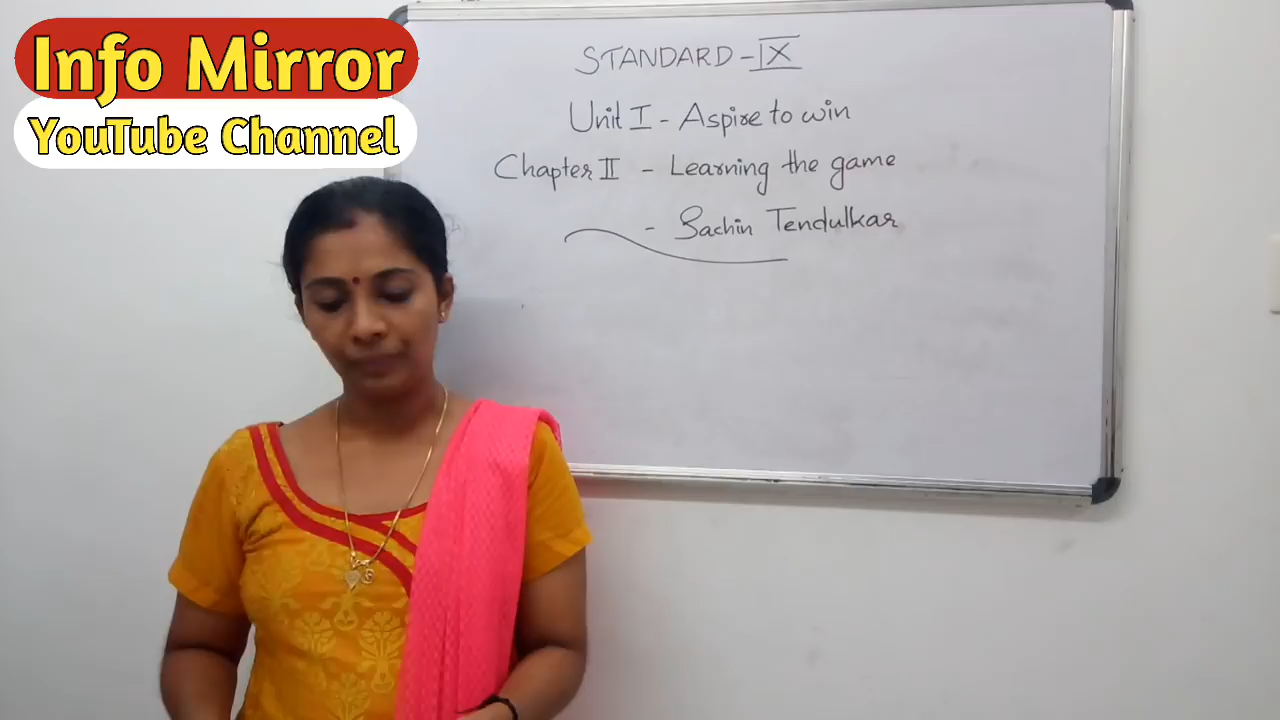 Info Mirror
YouTube Channel
STANDARD - IX
Unit I - Aspire to win
Chapter II - Learning the game
- Sachin Tendulkar